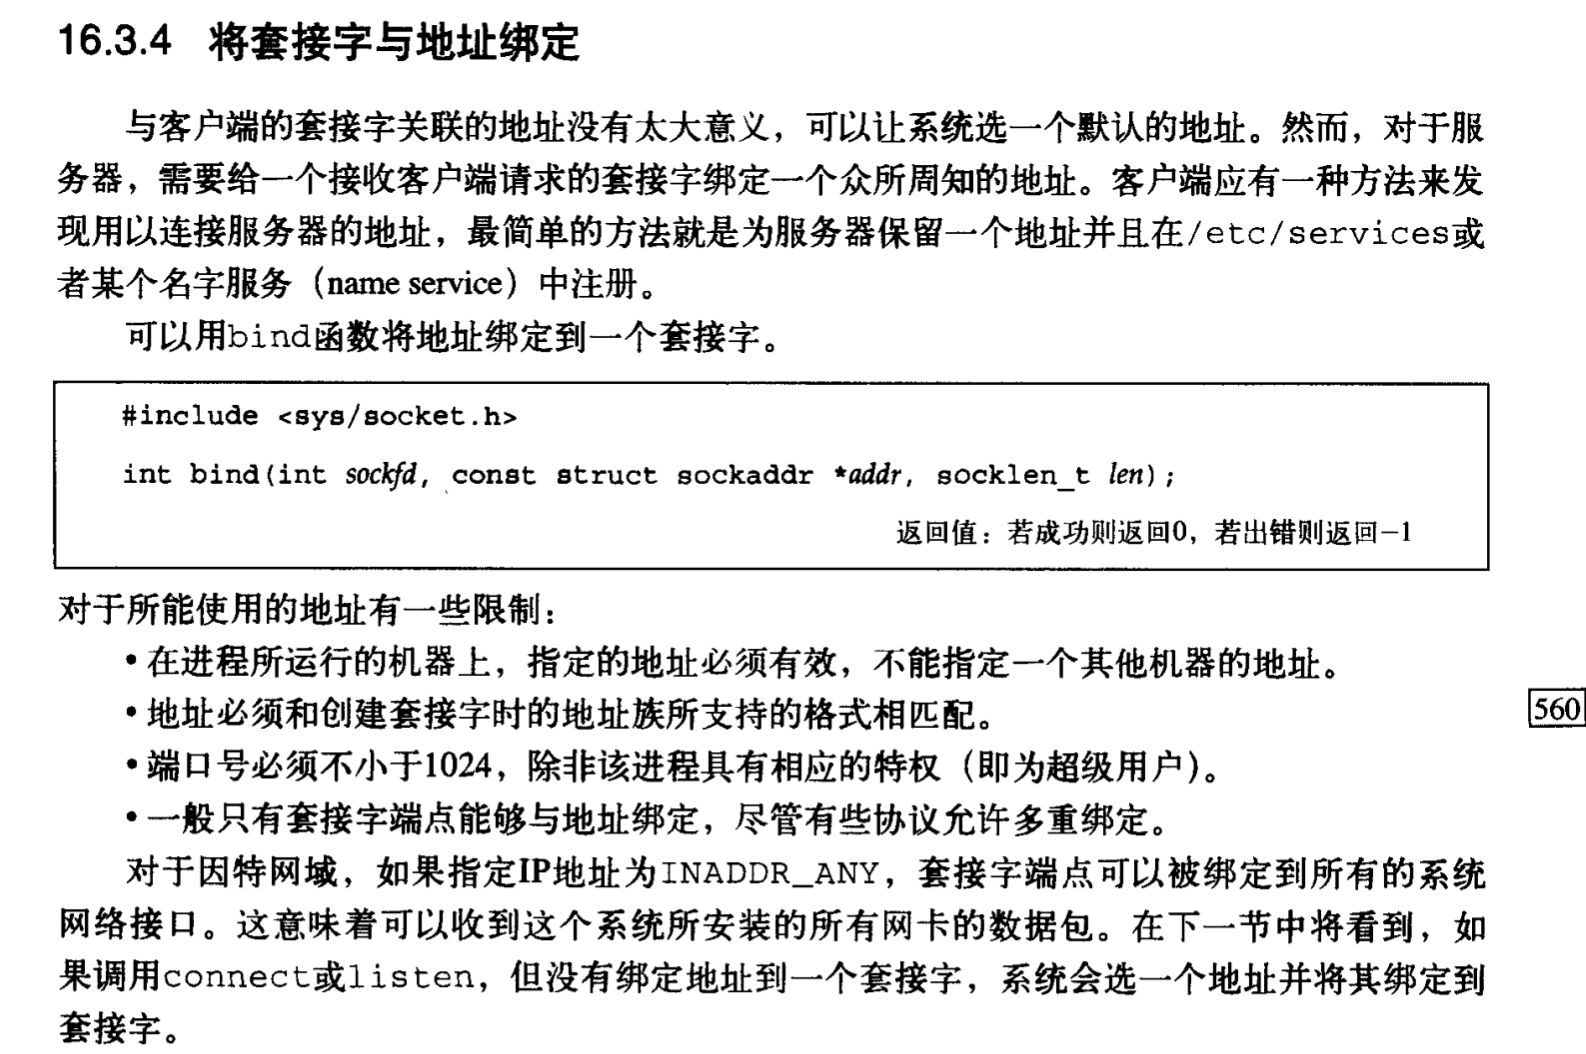 16.3.4 将套接字与地址绑定
与客户端的套接字关联的地址没有太大意义，可以让系统选一个默认的地址。然而，对于服
务器，需要给一个接收客户端请求的套接字绑定一个众所周知的地址。客户端应有一种方法来发
现用以连接服务器的地址，最简单的方法就是为服务器保留一个地址并且在/etc/services或
者某个名字服务（name service）中注册。
可以用bind函数将地址绑定到一个套接字。
#include <sys/socket.h>
int bind(int sockfd, const struct sockaddr *addr, socklen_t len);
返回值：若成功则返回0，若出错则返回-1
对于所能使用的地址有一些限制：
•在进程所运行的机器上，指定的地址必须有效，不能指定一个其他机器的地址。
•地址必须和创建套接字时的地址族所支持的格式相匹配。
560
•端口号必须不小于1024，除非该进程具有相应的特权（即为超级用户）。
•一般只有套接字端点能够与地址绑定，尽管有些协议允许多重绑定。
对于因特网域，如果指定IP地址为INADDR_ANY，套接字端点可以被绑定到所有的系统
网络接口。这意味着可以收到这个系统所安装的所有网卡的数据包。在下一节中将看到，如
果调用connect或listen，但没有绑定地址到一个套接字，系统会选一个地址并将其绑定到
套接字。